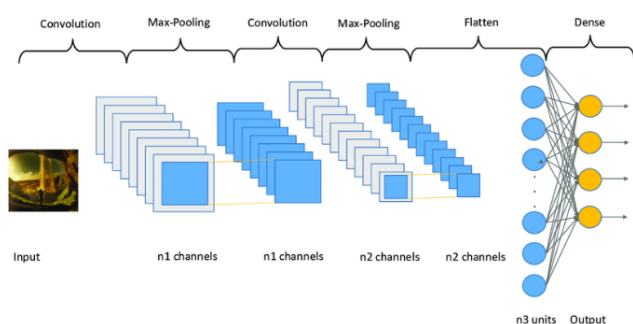 Convolution Max-Pooling Convolution Max-Pooling Flatten Dense
Input n1 channels n1 channels n2 channels n2 channels
n3 units Output